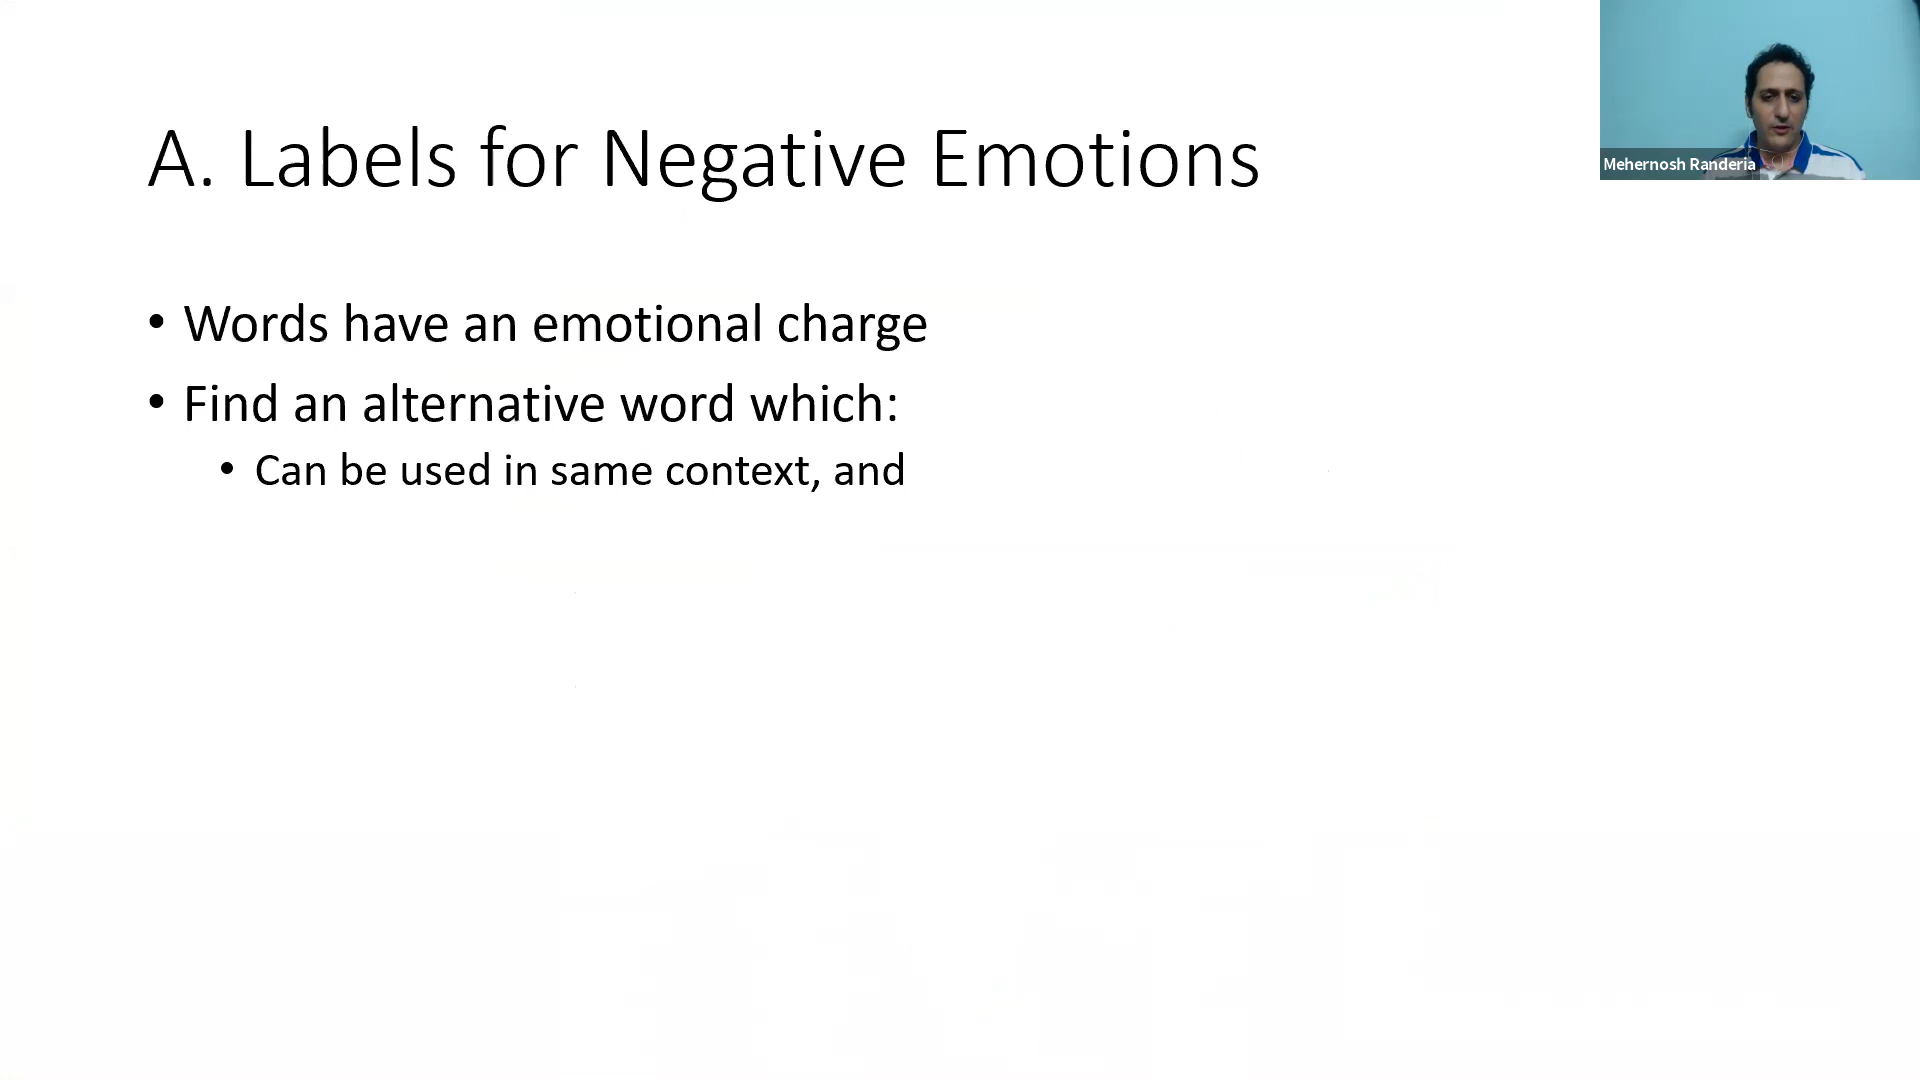 A. Labels for Negative Emotions
Mehernosh Randeria
• Words have an emotional charge
• Find an alternative word which:
• Can be used in same context, and